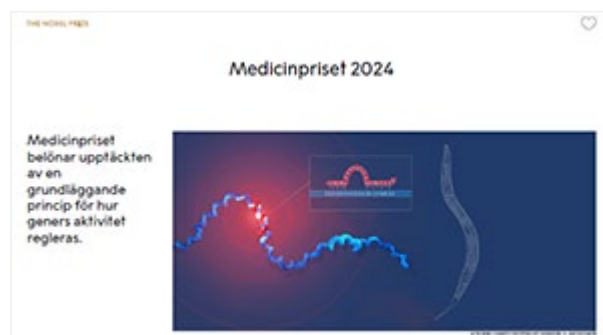 THE NOBEL PRIZE
Medicinpriset 2024
Medicinpriset
belönar upptäckten
av en
grundläggande
princip för hur
geners aktivitet
regleras.